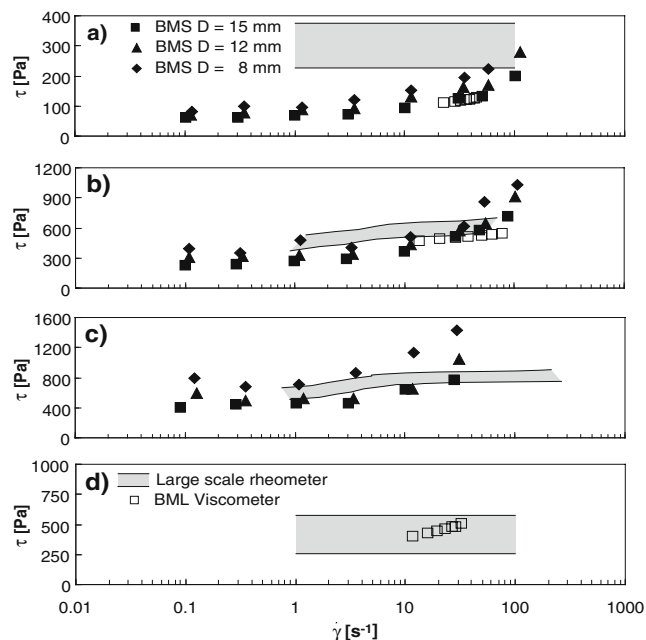 400
300
200
100
0
τ [Pa]
a)
BMS D = 15 mm
BMS D = 12 mm
BMS D = 8 mm
1200
900
600
300
0
τ [Pa]
b)
1600
1200
800
400
0
τ [Pa]
c)
1000
750
500
250
0
τ [Pa]
d)
Large scale rheometer
BML Viscometer
0.01
0.1
1
10
100
1000
γ̇ [s⁻¹]